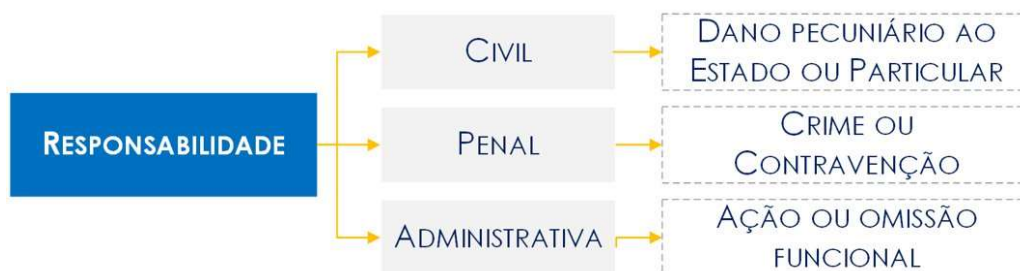 RESPONSABILIDADE
CIVIL
DANO PECUNIÁRIO AO
ESTADO OU PARTICULAR
PENAL
CRIME OU
CONTRAVENÇÃO
ADMINISTRATIVA
AÇÃO OU OMISSÃO
FUNCIONAL